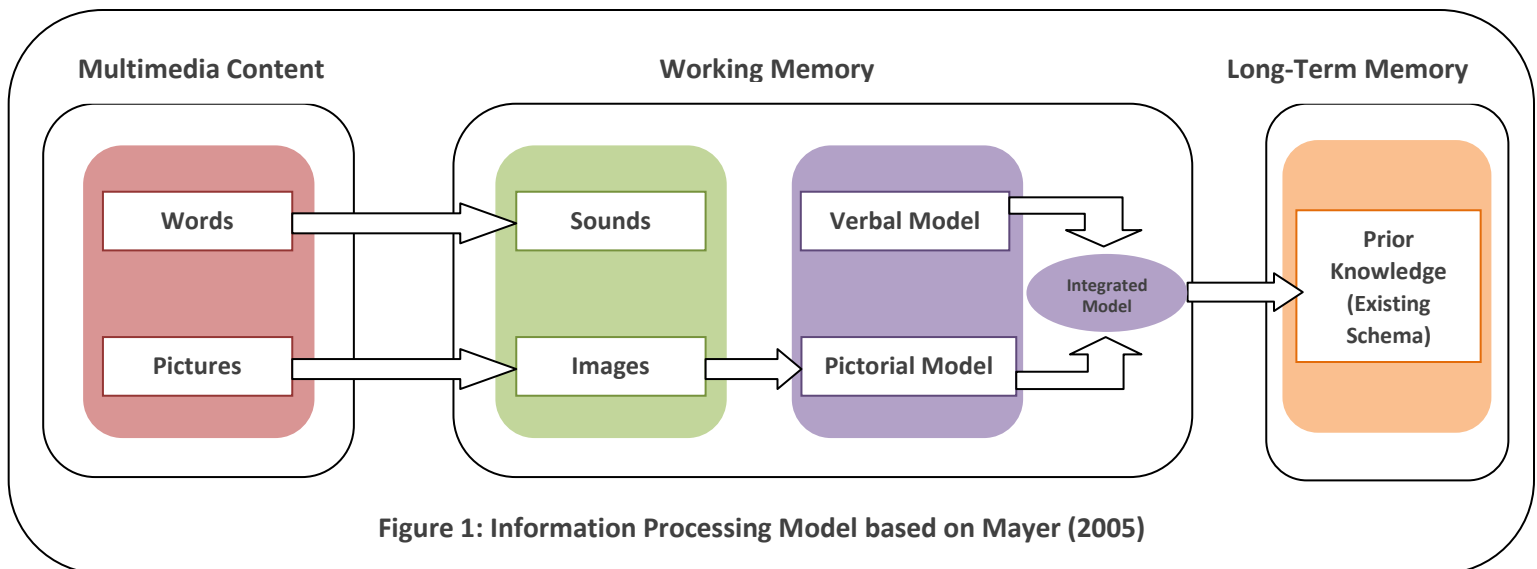 Multimedia Content
Working Memory
Long-Term Memory
Words
Sounds
Verbal Model
Prior
Knowledge
(Existing
Schema)
Integrated
Model
Pictures
Images
Pictorial Model
Figure 1: Information Processing Model based on Mayer (2005)